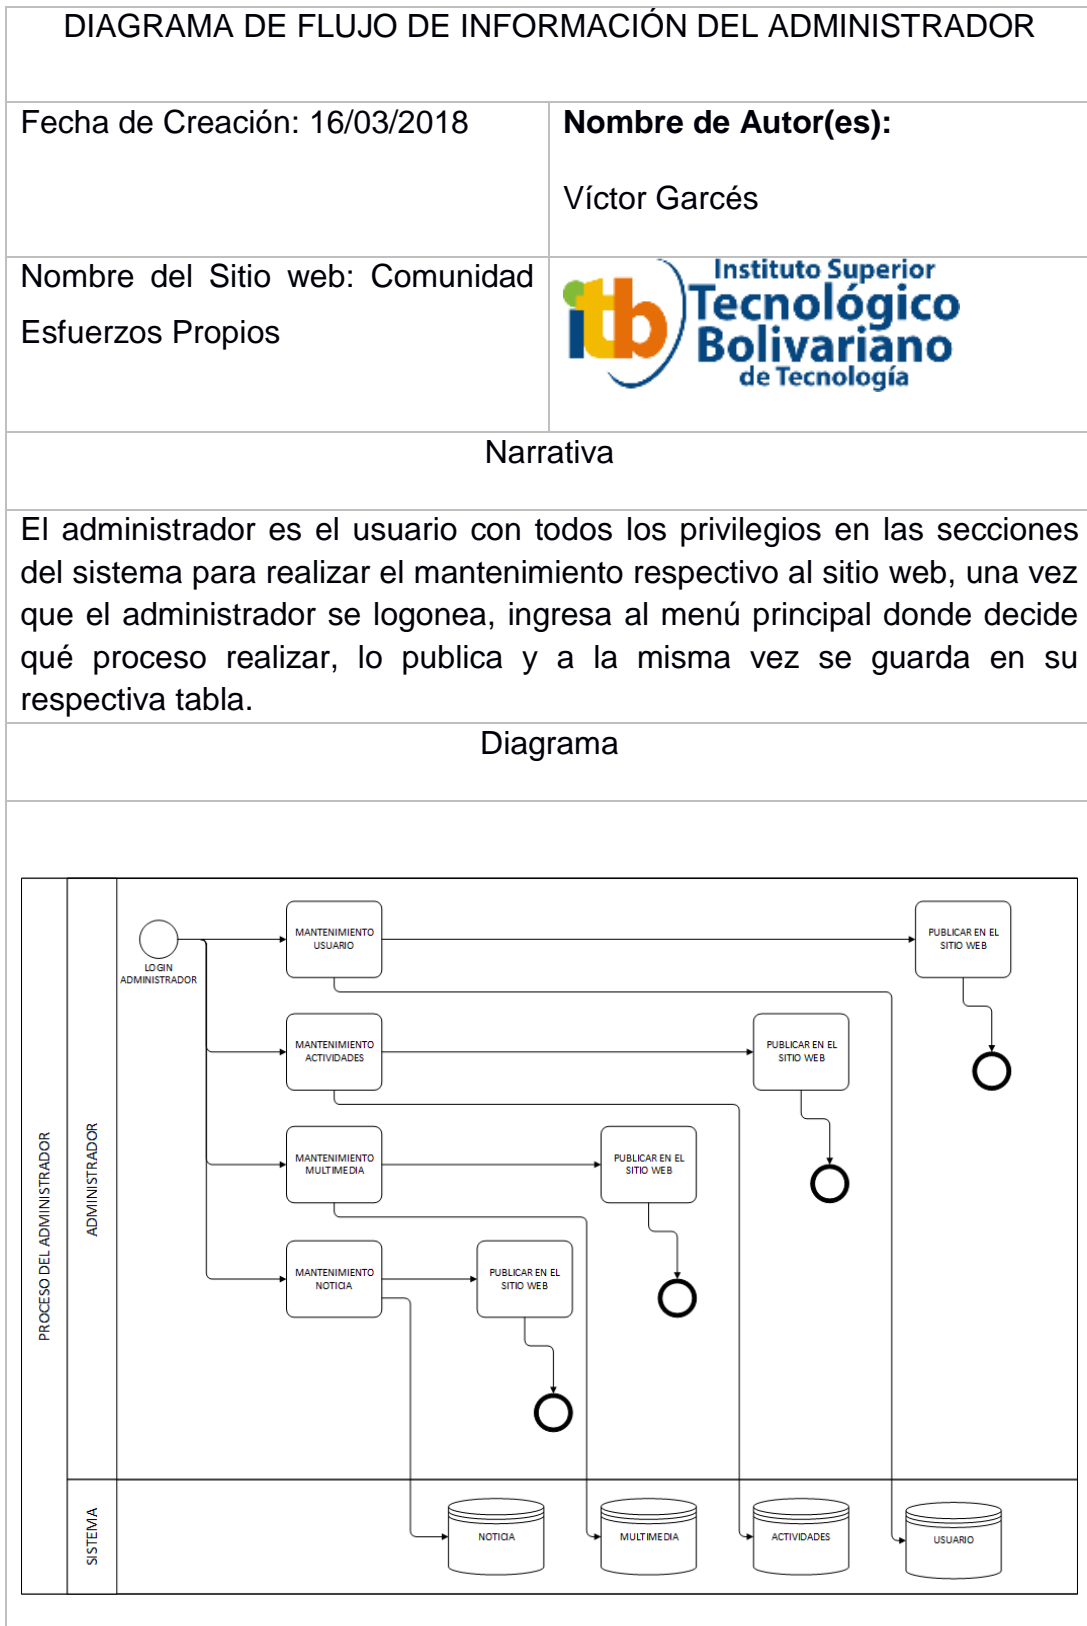 DIAGRAMA DE FLUJO DE INFORMACIÓN DEL ADMINISTRADOR
Fecha de Creación: 16/03/2018
Nombre de Autor(es):
Víctor Garcés
Nombre del Sitio web: Comunidad
Esfuerzos Propios
itb
Instituto Superior
Tecnológico
Bolivariano
de Tecnología
Narrativa
El administrador es el usuario con todos los privilegios en las secciones
del sistema para realizar el mantenimiento respectivo al sitio web, una vez
que el administrador se logonea, ingresa al menú principal donde decide
qué proceso realizar, lo publica y a la misma vez se guarda en su
respectiva tabla.
Diagrama
PROCESO DEL ADMINISTRADOR
ADMINISTRADOR
LOGIN
ADMINISTRADOR
MANTENIMIENTO
USUARIO
PUBLICAR EN EL
SITIO WEB
MANTENIMIENTO
ACTIVIDADES
PUBLICAR EN EL
SITIO WEB
MANTENIMIENTO
MULTIMEDIA
PUBLICAR EN EL
SITIO WEB
MANTENIMIENTO
NOTICIA
PUBLICAR EN EL
SITIO WEB
SISTEMA
NOTICIA
MULTIMEDIA
ACTIVIDADES
USUARIO